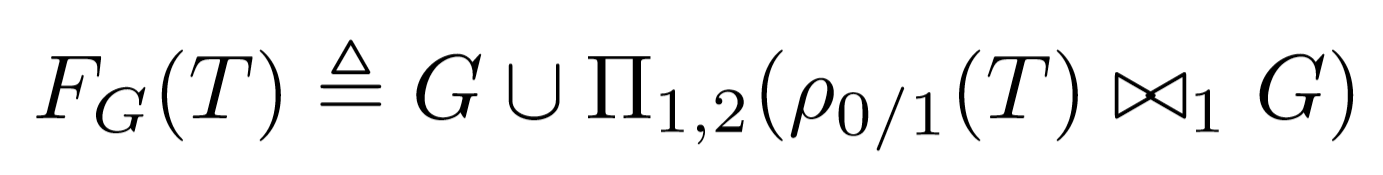 F_G(T) ≜ G ∪ Π_{1,2}(ρ_{0/1}(T) ⋈_1 G)